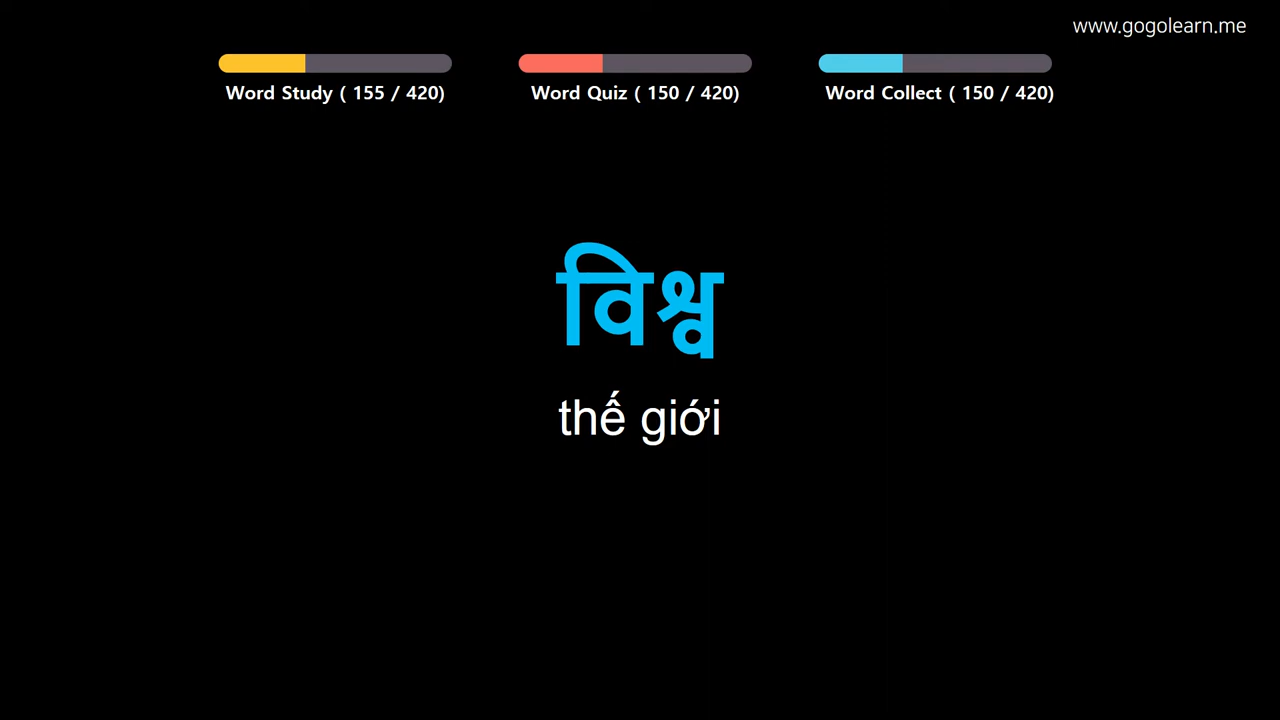 www.gogolearn.me
Word Study ( 155 / 420)
Word Quiz ( 150 / 420)
Word Collect ( 150 / 420)
विश्व
thế giới